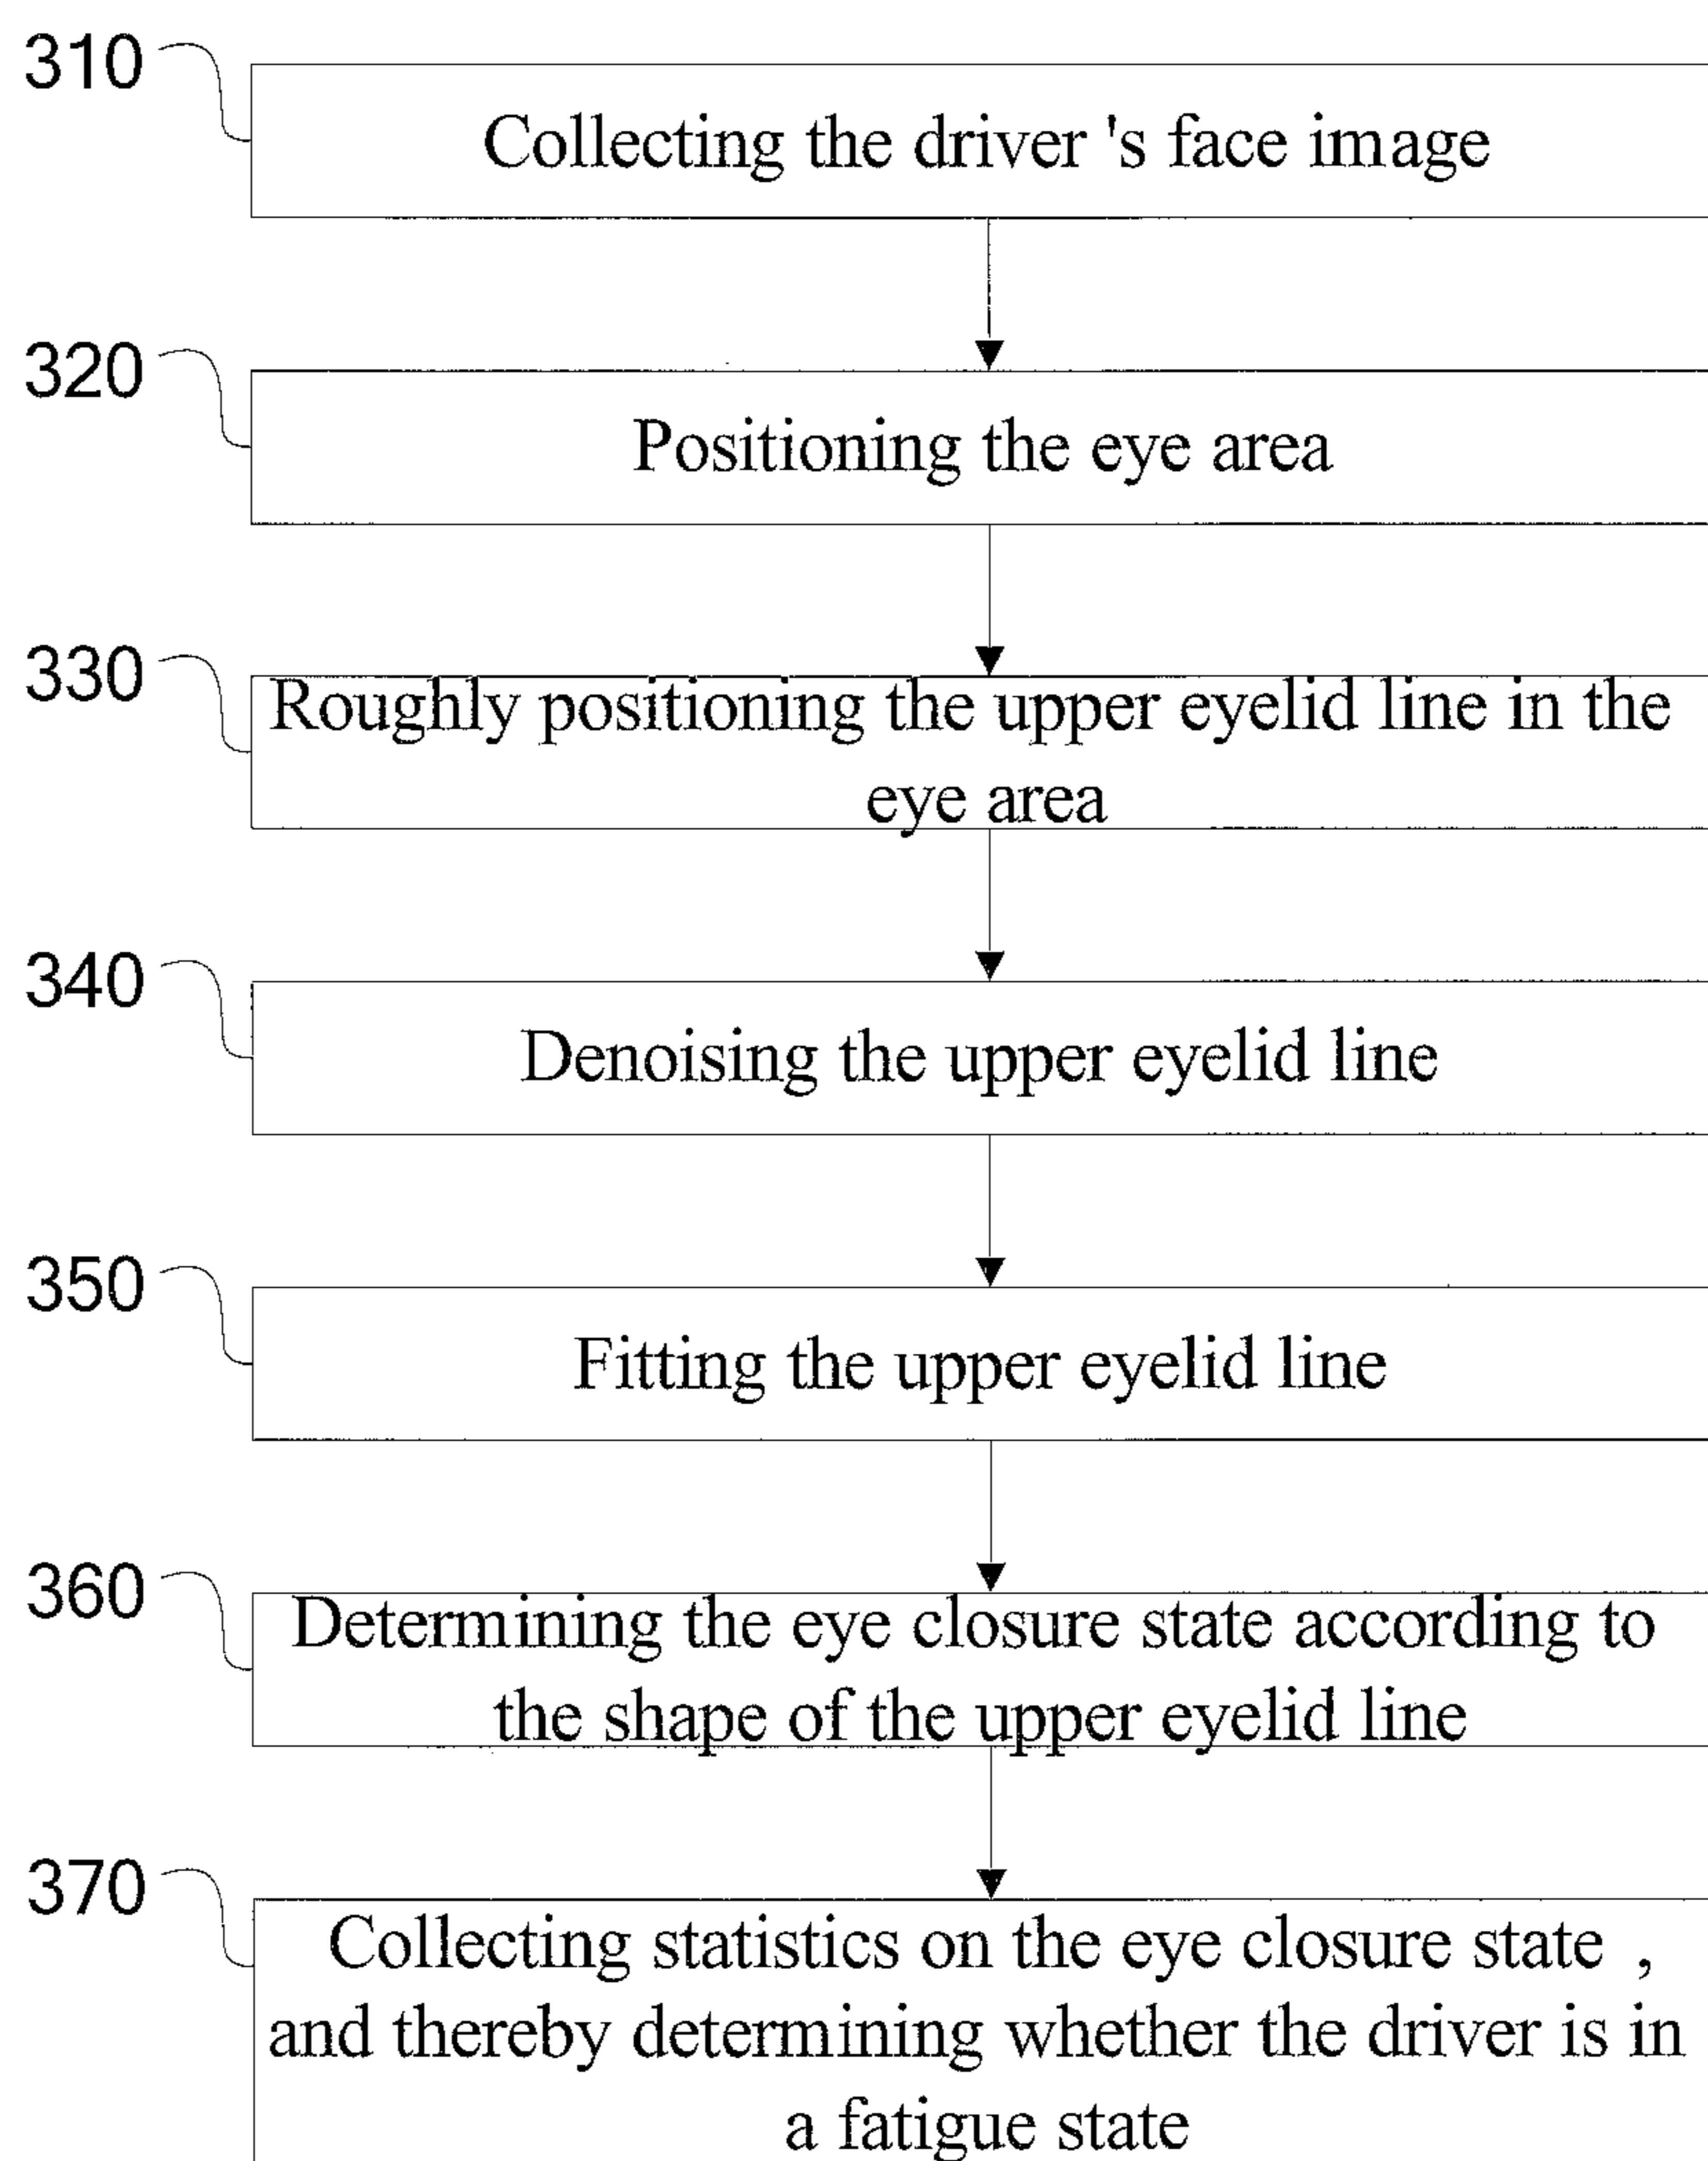 310
Collecting the driver 's face image
320
Positioning the eye area
330
Roughly positioning the upper eyelid line in the
eye area
340
Denoising the upper eyelid line
350
Fitting the upper eyelid line
360
Determining the eye closure state according to
the shape of the upper eyelid line
370
Collecting statistics on the eye closure state ,
and thereby determining whether the driver is in
a fatigue state